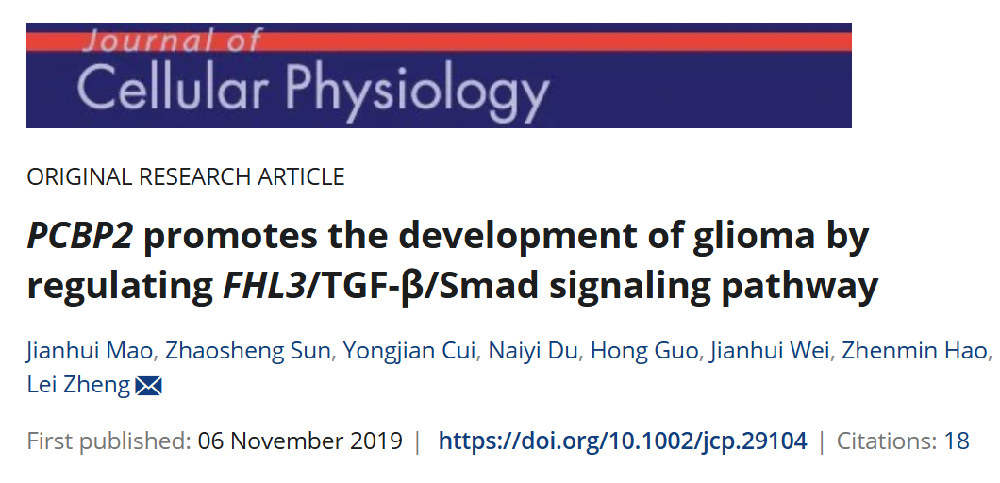 Journal of
Cellular Physiology
ORIGINAL RESEARCH ARTICLE
PCBP2 promotes the development of glioma by
regulating FHL3/TGF-β/Smad signaling pathway
Jianhui Mao, Zhaosheng Sun, Yongjian Cui, Naiyi Du, Hong Guo, Jianhui Wei, Zhenmin Hao,
Lei Zheng
First published: 06 November 2019 | https://doi.org/10.1002/jcp.29104 | Citations: 18